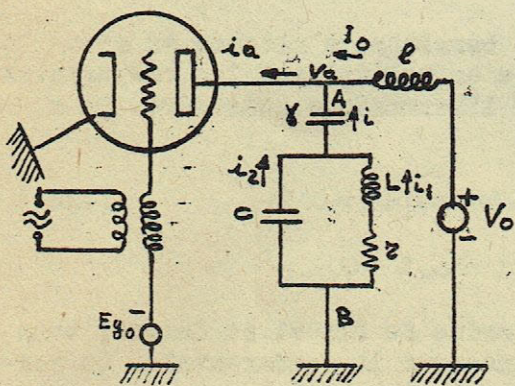 ia
I₀
va
l
A
γ
i
i₂
L
i₁
C
r
+
-
V₀
B
-
Eg₀